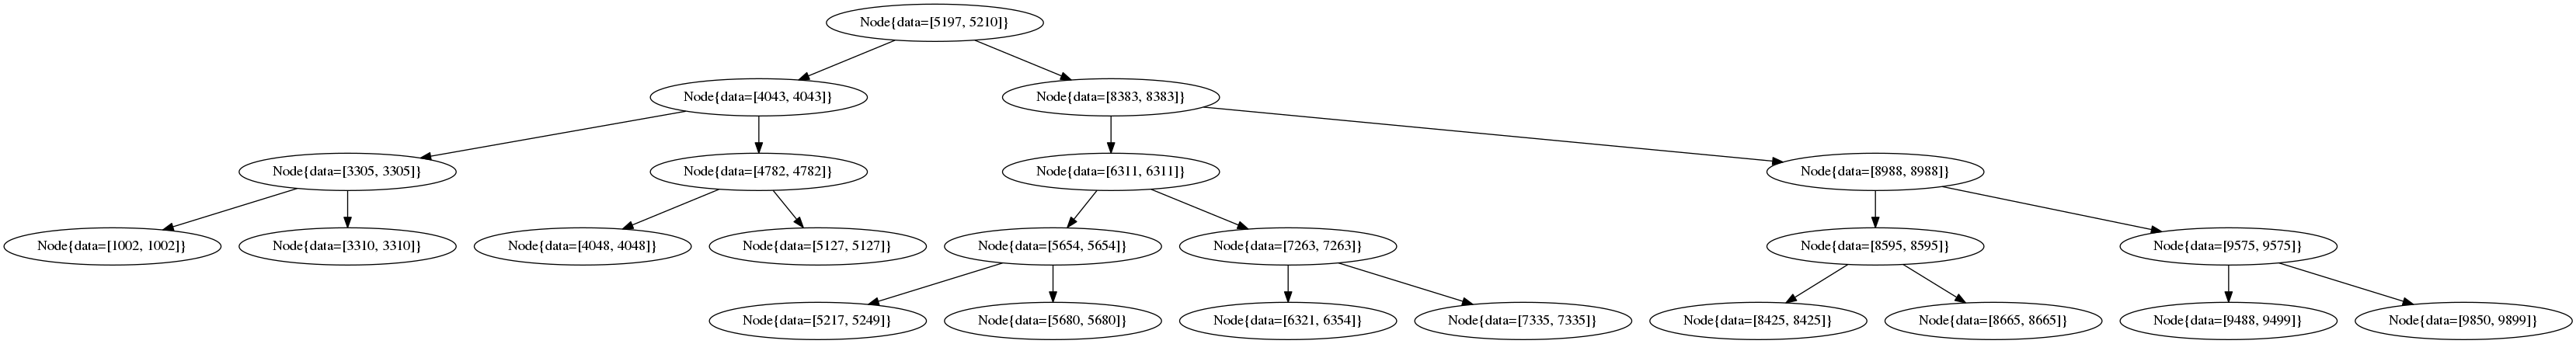 Node{data=[5197, 5210]}
Node{data=[4043, 4043]}
Node{data=[8383, 8383]}
Node{data=[3305, 3305]}
Node{data=[4782, 4782]}
Node{data=[6311, 6311]}
Node{data=[8988, 8988]}
Node{data=[1002, 1002]}
Node{data=[3310, 3310]}
Node{data=[4048, 4048]}
Node{data=[5127, 5127]}
Node{data=[5654, 5654]}
Node{data=[7263, 7263]}
Node{data=[8595, 8595]}
Node{data=[9575, 9575]}
Node{data=[5217, 5249]}
Node{data=[5680, 5680]}
Node{data=[6321, 6354]}
Node{data=[7335, 7335]}
Node{data=[8425, 8425]}
Node{data=[8665, 8665]}
Node{data=[9488, 9499]}
Node{data=[9850, 9899]}